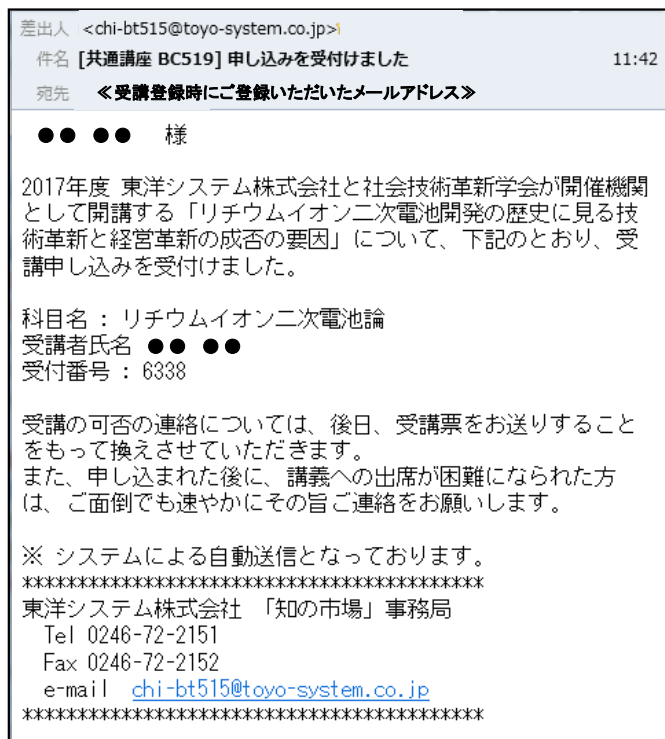 差出人 <chi-bt515@toyo-system.co.jp>
件名 [共通講座 BC519] 申し込みを受付けました 11:42
宛先 ≪受講登録時にご登録いただいたメールアドレス≫
●● ●● 様
2017年度 東洋システム株式会社と社会技術革新学会が開催機関
として開講する「リチウムイオン二次電池開発の歴史に見る技
術革新と経営革新の成否の要因」について、下記のとおり、受
講申し込みを受付けました。
科目名 : リチウムイオン二次電池論
受講者氏名 ●● ●●
受付番号 : 6338
受講の可否の連絡については、後日、受講票をお送りすること
をもって換えさせていただきます。
また、申し込まれた後に、講義への出席が困難になられた方
は、ご面倒でも速やかにその旨ご連絡をお願いします。
※ システムによる自動送信となっております。
******************************************
東洋システム株式会社 「知の市場」事務局
Tel 0246-72-2151
Fax 0246-72-2152
e-mail chi-bt515@toyo-system.co.jp
******************************************